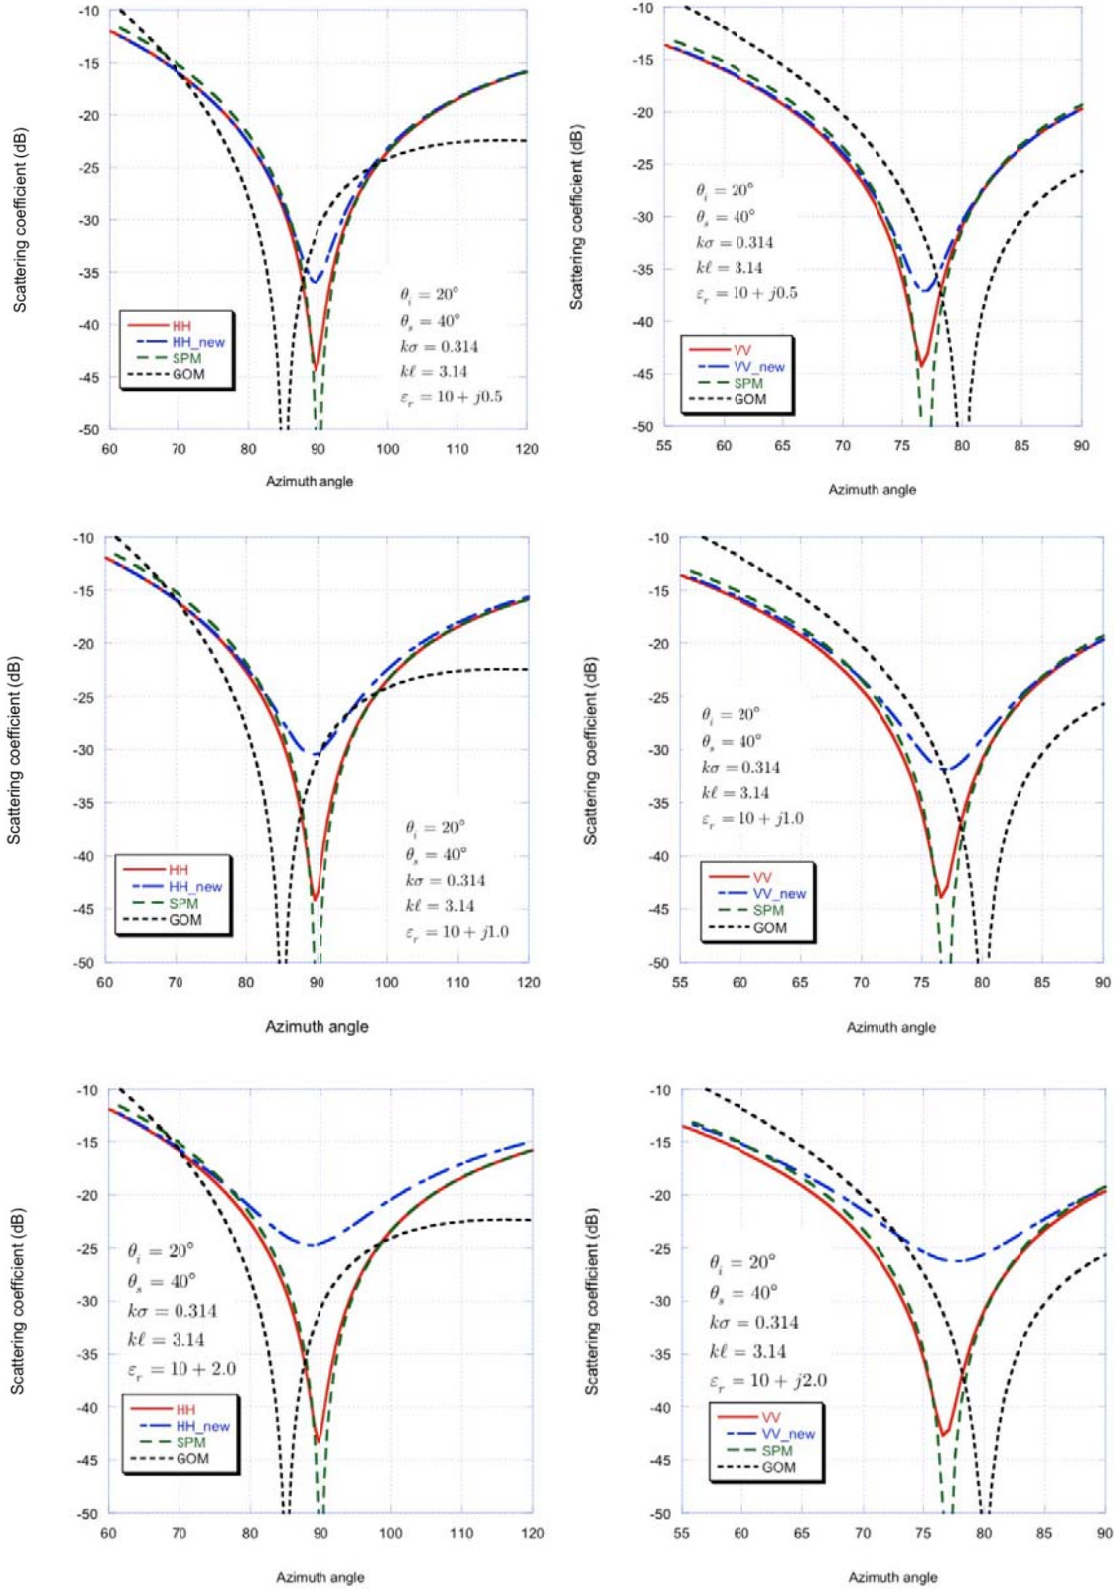 Scattering coefficient (dB)
-10
-15
-20
-25
-30
-35
-40
-45
-50
60 70 80 90 100 110 120
Azimuth angle
θᵢ = 20°
θₛ = 40°
kσ = 0.314
kℓ = 3.14
εᵣ = 10 + j0.5
HH
HH_new
SPM
GOM
Scattering coefficient (dB)
-10
-15
-20
-25
-30
-35
-40
-45
-50
55 60 65 70 75 80 85 90
Azimuth angle
θᵢ = 20°
θₛ = 40°
kσ = 0.314
kℓ = 3.14
εᵣ = 10 + j0.5
VV
VV_new
SPM
GOM
Scattering coefficient (dB)
-10
-15
-20
-25
-30
-35
-40
-45
-50
60 70 80 90 100 110 120
Azimuth angle
θᵢ = 20°
θₛ = 40°
kσ = 0.314
kℓ = 3.14
εᵣ = 10 + j1.0
HH
HH_new
SPM
GOM
Scattering coefficient (dB)
-10
-15
-20
-25
-30
-35
-40
-45
-50
55 60 65 70 75 80 85 90
Azimuth angle
θᵢ = 20°
θₛ = 40°
kσ = 0.314
kℓ = 3.14
εᵣ = 10 + j1.0
VV
VV_new
SPM
GOM
Scattering coefficient (dB)
-10
-15
-20
-25
-30
-35
-40
-45
-50
60 70 80 90 100 110 120
Azimuth angle
θᵢ = 20°
θₛ = 40°
kσ = 0.314
kℓ = 3.14
εᵣ = 10 + 2.0
HH
HH_new
SPM
GOM
Scattering coefficient (dB)
-10
-15
-20
-25
-30
-35
-40
-45
-50
55 60 65 70 75 80 85 90
Azimuth angle
θᵢ = 20°
θₛ = 40°
kσ = 0.314
kℓ = 3.14
εᵣ = 10 + j2.0
VV
VV_new
SPM
GOM